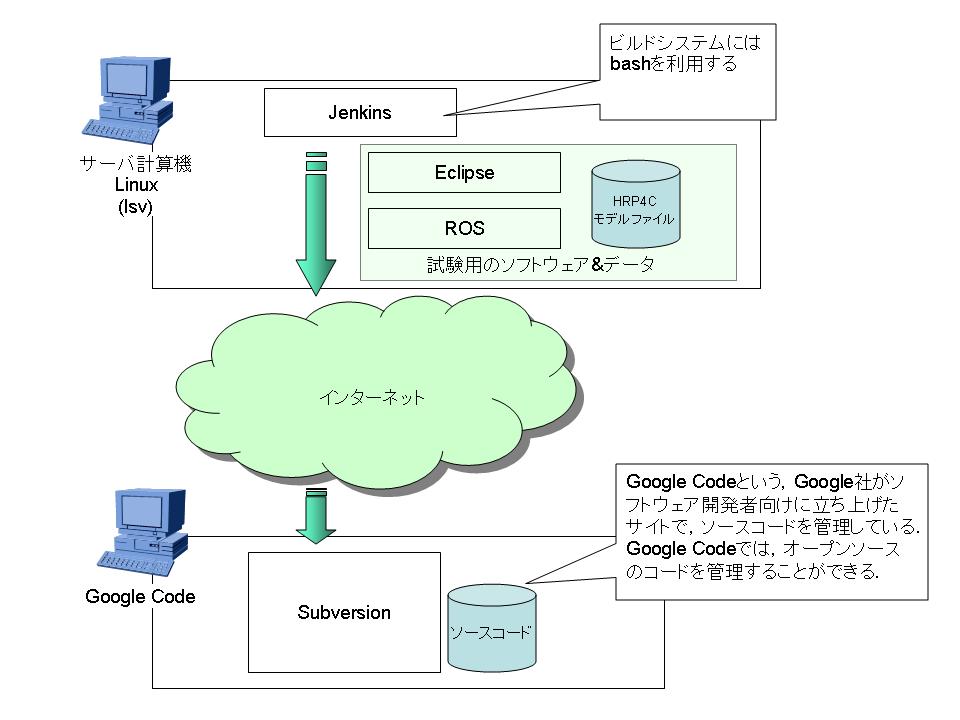 ビルドシステムには
bashを利用する
Jenkins
サーバ計算機
Linux
(lsv)
Eclipse
ROS
HRP4C
モデルファイル
試験用のソフトウェア&データ
インターネット
Google Codeという, Google社がソ
フトウェア開発者向けに立ち上げた
サイトで, ソースコードを管理している.
Google Codeでは, オープンソース
のコードを管理することができる.
Google Code
Subversion
ソースコード